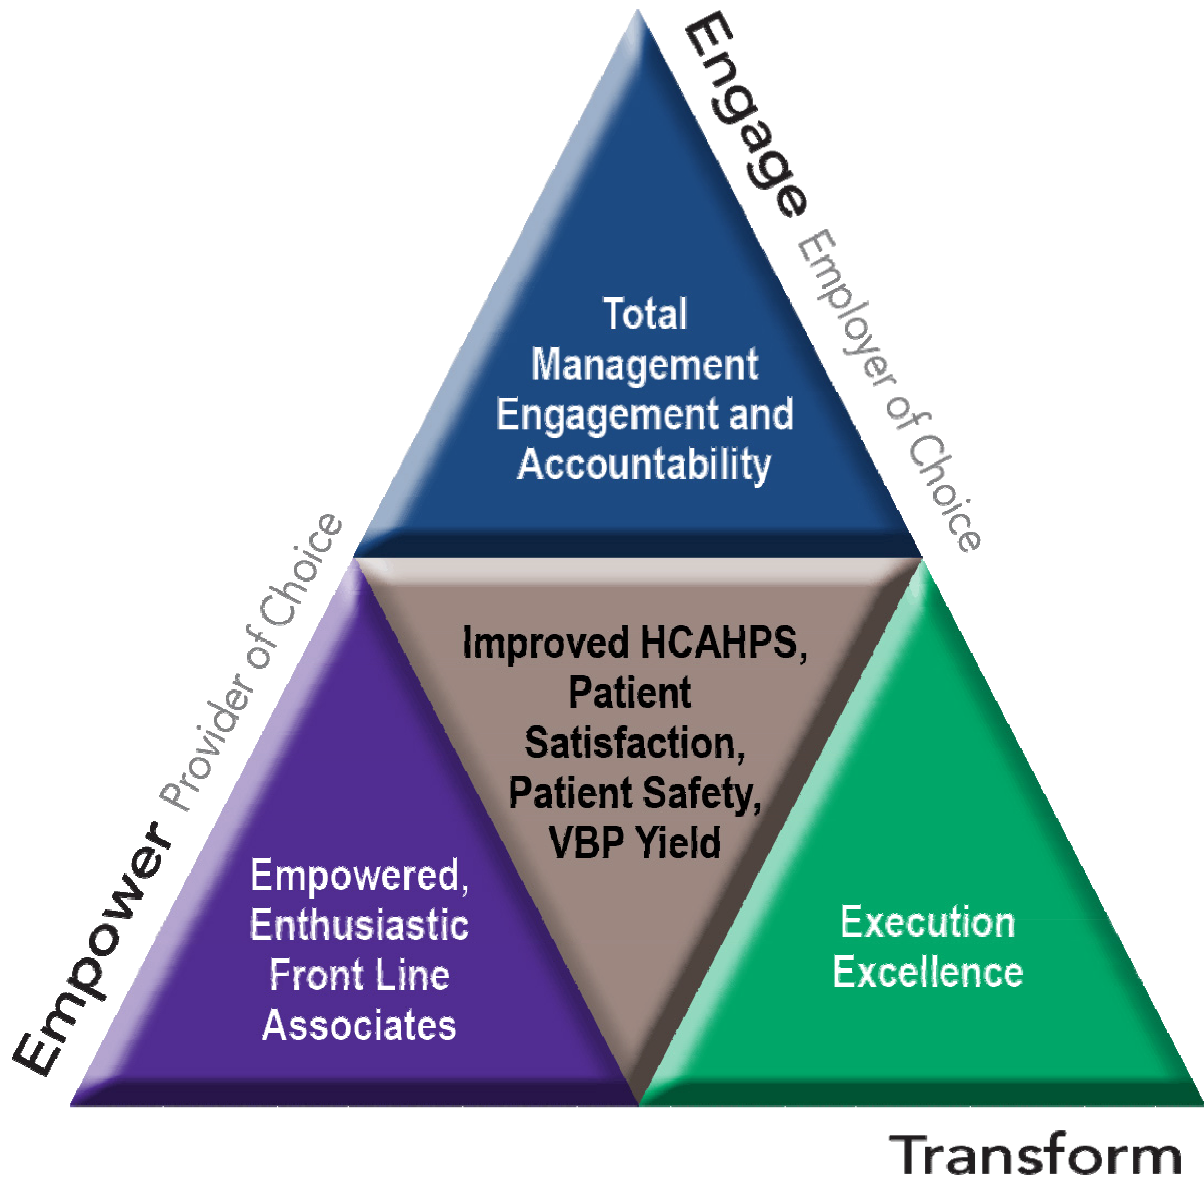 Engage Employer of Choice
Total
Management
Engagement and
Accountability
Empower Provider of Choice
Improved HCAHPS,
Patient
Satisfaction,
Patient Safety,
VBP Yield
Empowered,
Enthusiastic
Front Line
Associates
Execution
Excellence
Transform